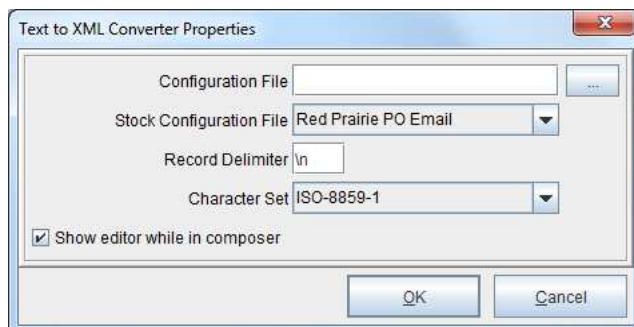 Text to XML Converter Properties
Configuration File ...
Stock Configuration File Red Prairie PO Email
Record Delimiter \n
Character Set ISO-8859-1
Show editor while in composer
OK Cancel